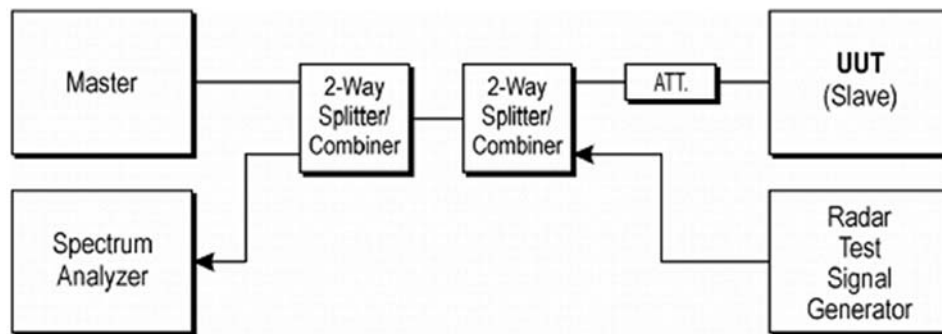 Master
2-Way
Splitter/
Combiner
2-Way
Splitter/
Combiner
ATT.
UUT
(Slave)
Spectrum
Analyzer
Radar
Test
Signal
Generator